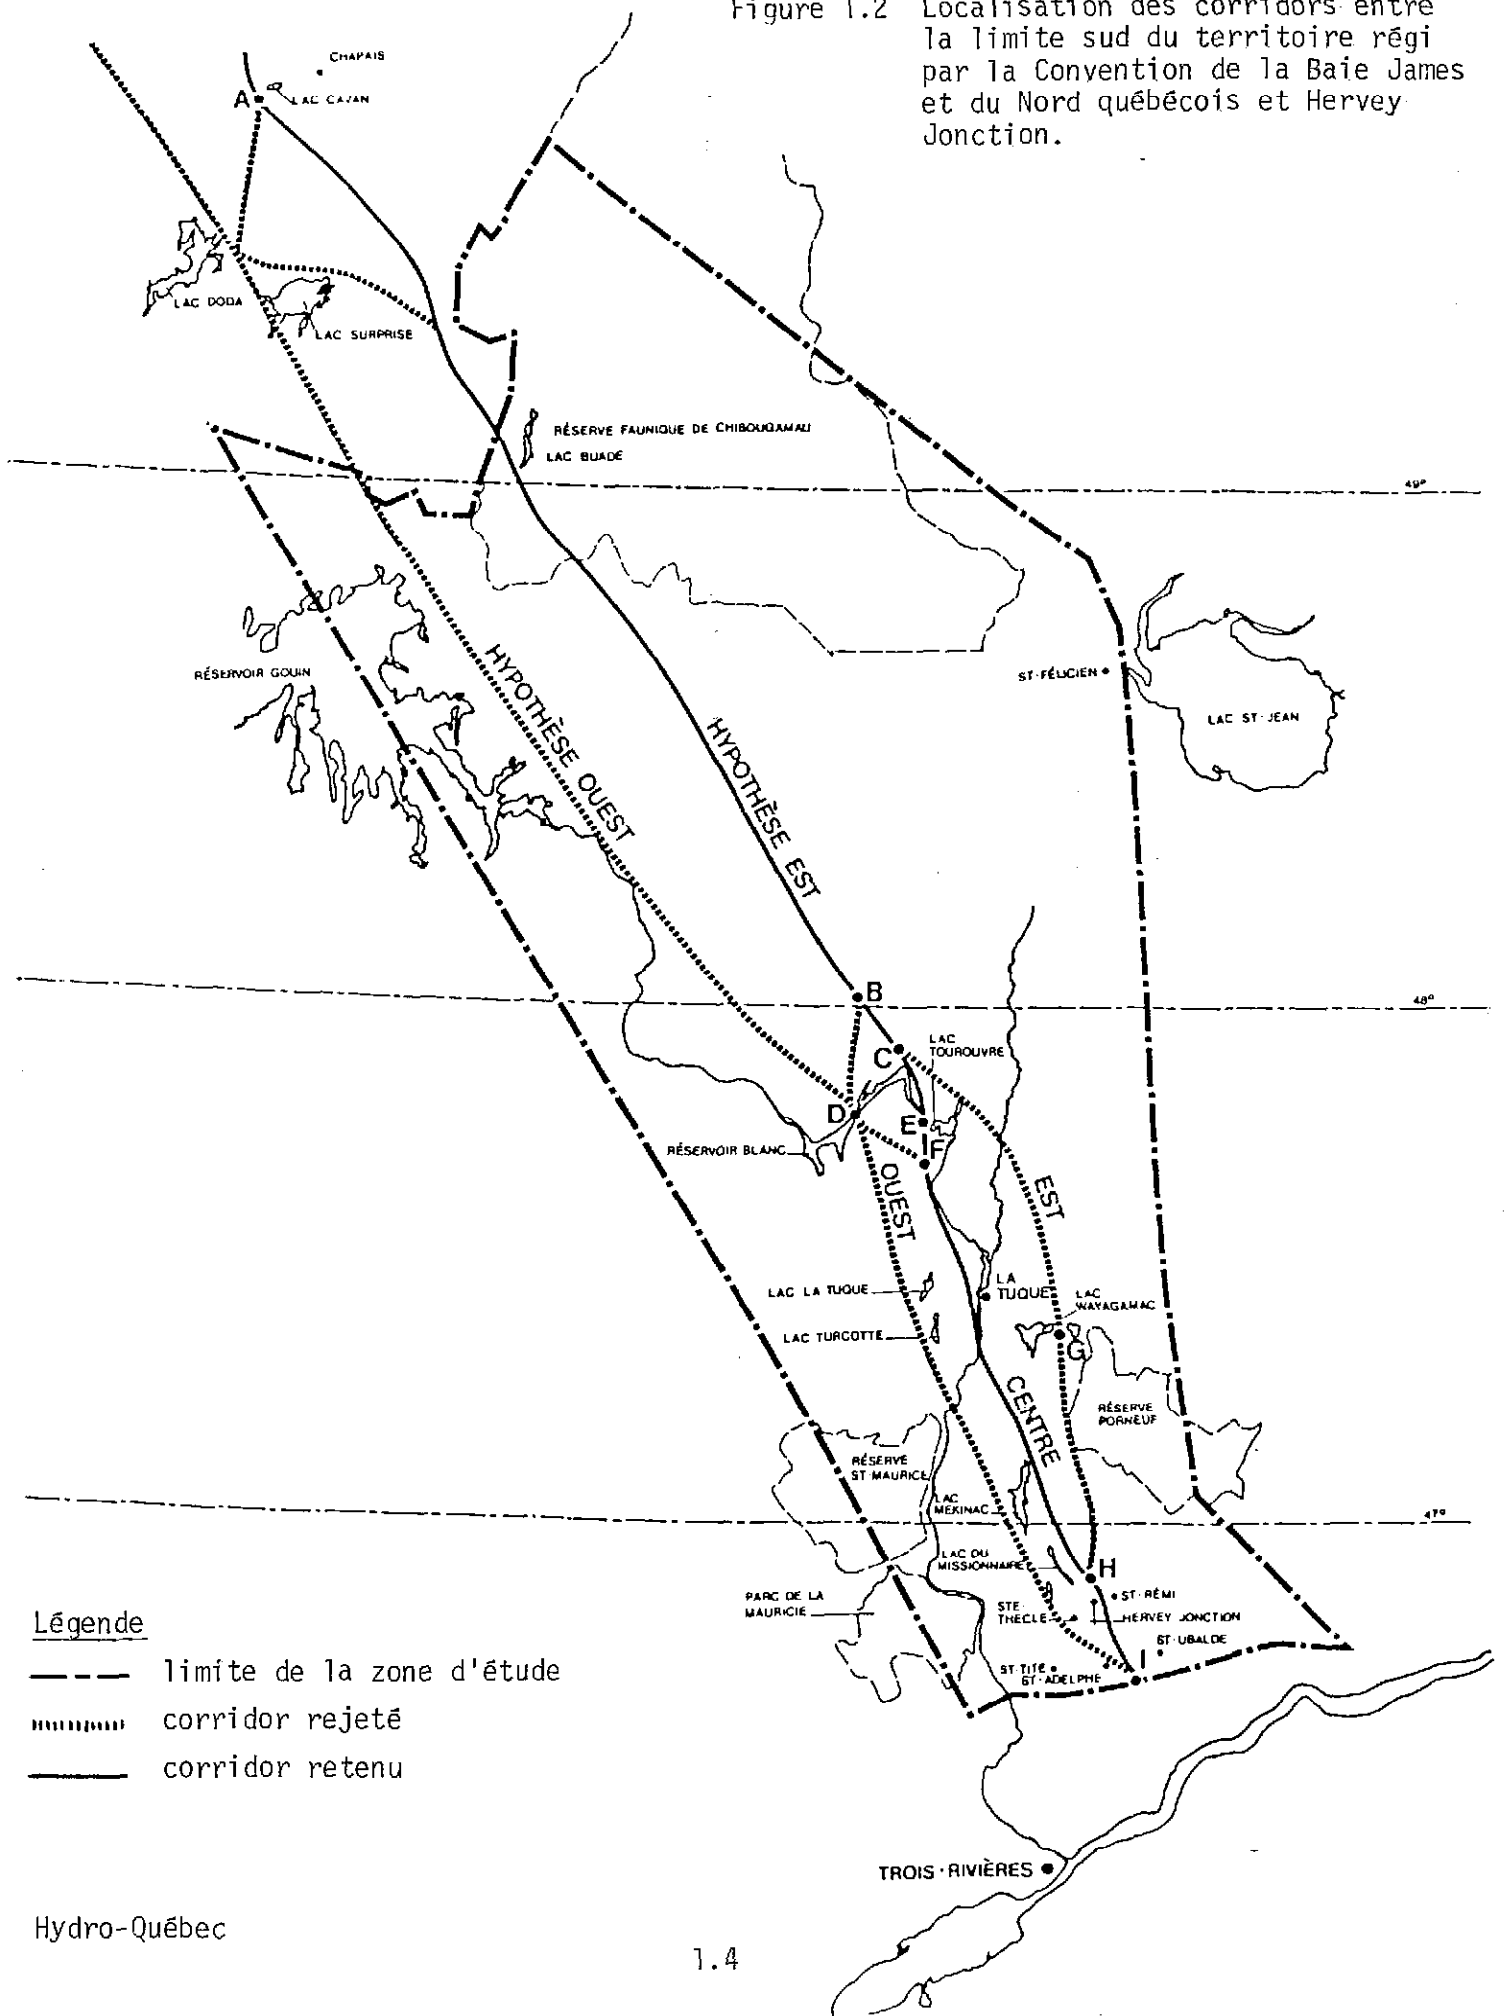 Figure 1.2 Localisation des corridors entre
la limite sud du territoire régi
par la Convention de la Baie James
et du Nord québécois et Hervey
Jonction.
CHAPAIS
A
LAC CAJAN
LAC DODA
LAC SURPRISE
RÉSERVE FAUNIQUE DE CHIBOUGAMAU
LAC BUADE
49°
RÉSERVOIR GOUIN
HYPOTHÈSE OUEST
HYPOTHÈSE EST
ST-FÉLICIEN
LAC ST-JEAN
B
48°
C
LAC
TOUROUVRE
D
E
F
RÉSERVOIR BLANC
OUEST
EST
LAC LA TUQUE
LA
TUQUE
LAC
WAYAGAMAC
LAC TURCOTTE
G
CENTRE
RÉSERVE
PORNEUF
RÉSERVE
ST-MAURICE
LAC
MÉKINAC
47°
LAC DU
MISSIONNAIRE
H
PARC DE LA
MAURICIE
STE-
THÈCLE
ST-RÉMI
HERVEY JONCTION
ST-UBALDE
ST-TITE
ST-ADELPHE
I
Légende
limite de la zone d'étude
corridor rejeté
corridor retenu
TROIS-RIVIÈRES
Hydro-Québec
1.4